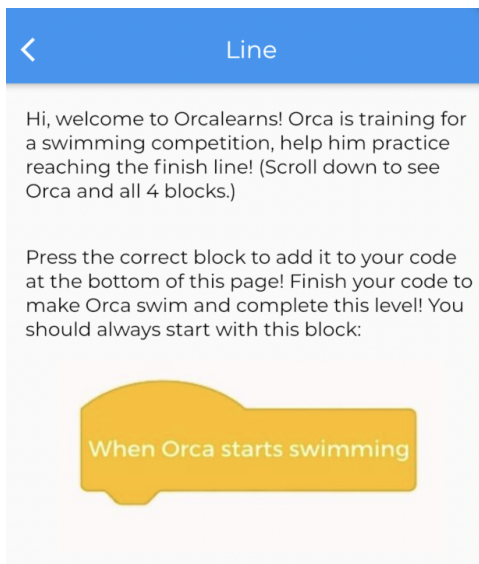 Line
Hi, welcome to Orcalearns! Orca is training for
a swimming competition, help him practice
reaching the finish line! (Scroll down to see
Orca and all 4 blocks.)
Press the correct block to add it to your code
at the bottom of this page! Finish your code to
make Orca swim and complete this level! You
should always start with this block:
When Orca starts swimming